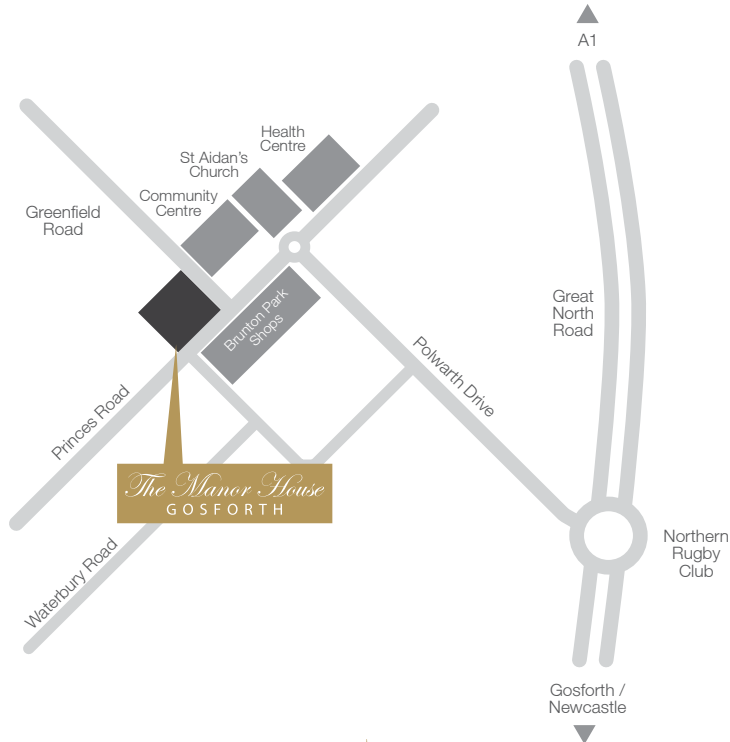 A1
Health
Centre
St Aidan's
Church
Community
Centre
Greenfield
Road
Great
North
Road
Brunton Park
Shops
Polwarth Drive
Princes Road
The Manor House
GOSFORTH
Northern
Rugby
Club
Waterbury Road
Gosforth /
Newcastle